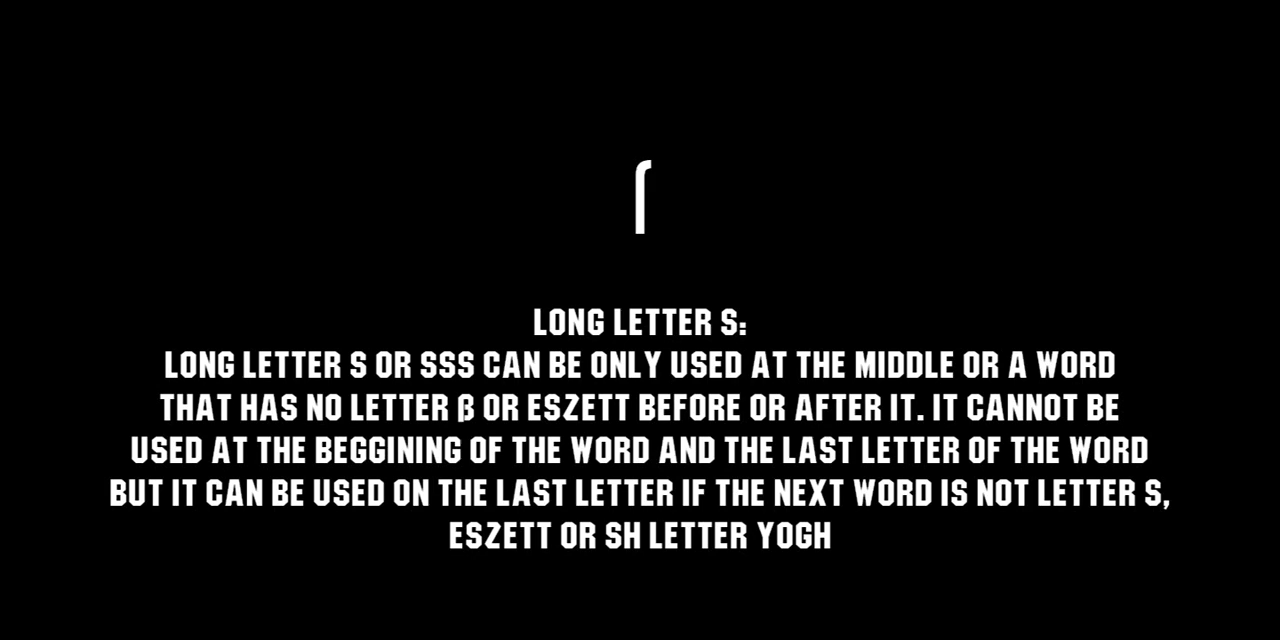 ſ
LONG LETTER S:
LONG LETTER S OR SSS CAN BE ONLY USED AT THE MIDDLE OR A WORD
THAT HAS NO LETTER ß OR ESZETT BEFORE OR AFTER IT. IT CANNOT BE
USED AT THE BEGGINING OF THE WORD AND THE LAST LETTER OF THE WORD
BUT IT CAN BE USED ON THE LAST LETTER IF THE NEXT WORD IS NOT LETTER S,
ESZETT OR SH LETTER YOGH